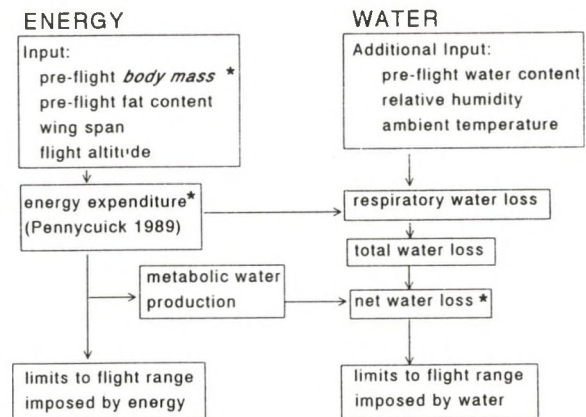 ENERGY
Input:
pre-flight body mass *
pre-flight fat content
wing span
flight altitude
energy expenditure*
(Pennycuick 1989)
metabolic water
production
limits to flight range
imposed by energy
WATER
Additional Input:
pre-flight water content
relative humidity
ambient temperature
respiratory water loss
total water loss
net water loss *
limits to flight range
imposed by water